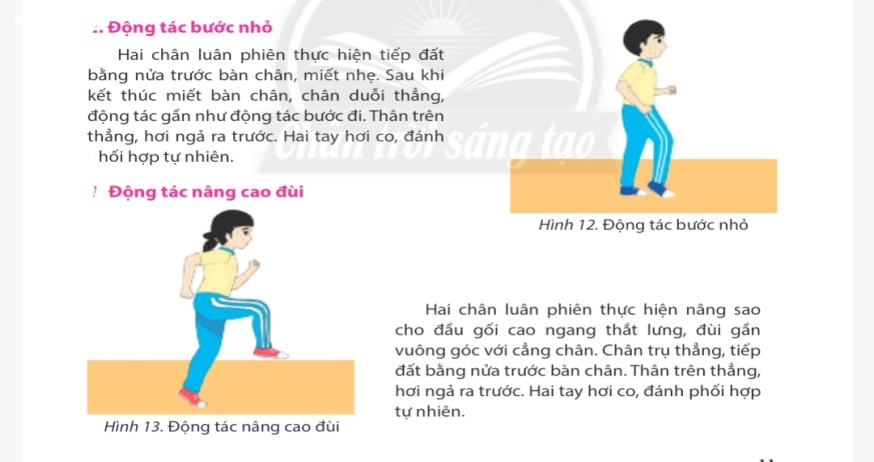 . Động tác bước nhỏ
Hai chân luân phiên thực hiện tiếp đất
bằng nửa trước bàn chân, miết nhẹ. Sau khi
kết thúc miết bàn chân, chân duỗi thẳng,
động tác gần như động tác bước đi. Thân trên
thẳng, hơi ngả ra trước. Hai tay hơi co, đánh
hối hợp tự nhiên.
Chân trời sáng tạo
Hình 12. Động tác bước nhỏ
Động tác nâng cao đùi
Hai chân luân phiên thực hiện nâng sao
cho đầu gối cao ngang thắt lưng, đùi gần
vuông góc với cẳng chân. Chân trụ thẳng, tiếp
đất bằng nửa trước bàn chân. Thân trên thẳng,
hơi ngả ra trước. Hai tay hơi co, đánh phối hợp
tự nhiên.
Hình 13. Động tác nâng cao đùi